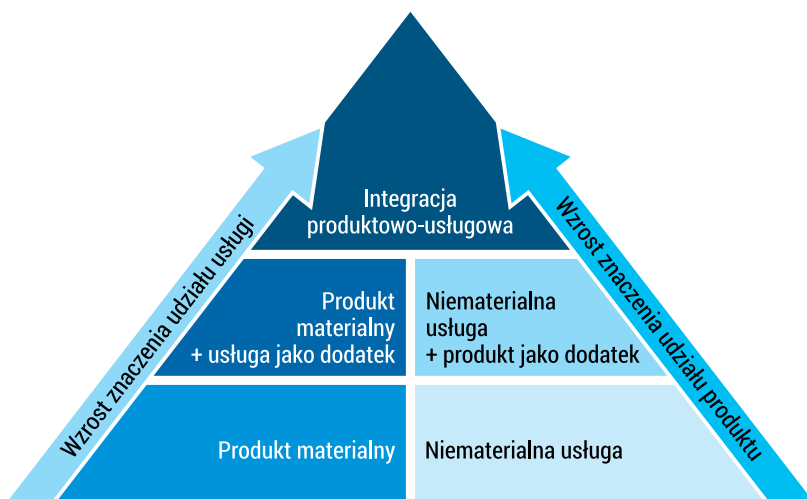 Integracja
produktowo-usługowa
Wzrost znaczenia udziału usługi
Wzrost znaczenia udziału produktu
Produkt
materialny
+ usługa jako dodatek
Niematerialna
usługa
+ produkt jako dodatek
Produkt materialny
Niematerialna usługa